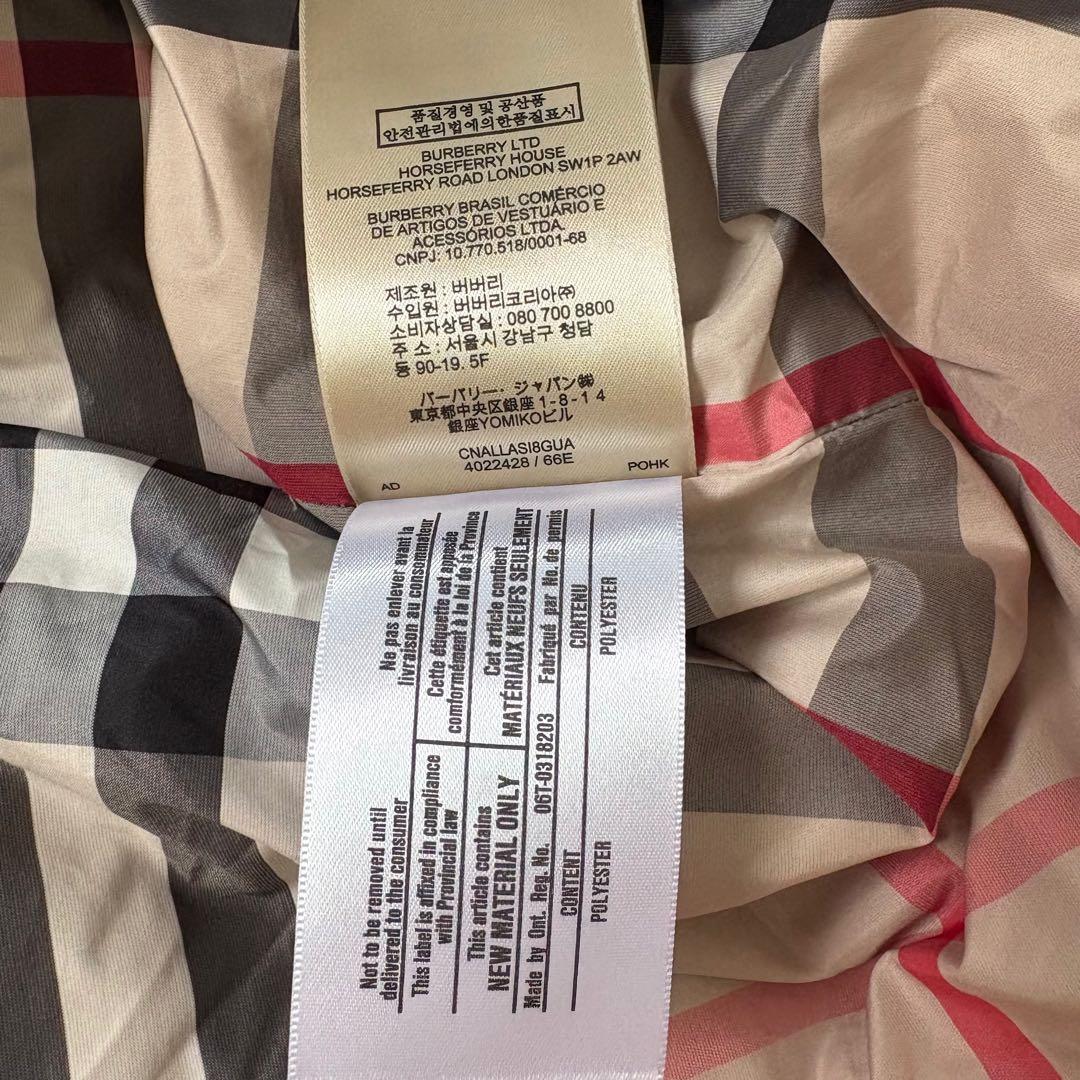 품질경영 및 공산품
안전관리법에의한품질표시
BURBERRY LTD
HORSEFERRY HOUSE
HORSEFERRY ROAD LONDON SW1P 2AW
BURBERRY BRASIL COMÉRCIO
DE ARTIGOS DE VESTUÁRIO E
ACESSÓRIOS LTDA.
CNPJ: 10.770.518/0001-68
제조원 : 버버리
수입원 : 버버리코리아㈜
소비자상담실 : 080 700 8800
주 소 : 서울시 강남구 청담
동 90-19. 5F
バーバリー・ジャパン㈱
東京都中央区銀座1-8-14
銀座YOMIKOビル
CNALLASI8GUA
4022428 / 66E
AD
POHK
Not to be removed until
delivered to the consumer
This label is affixed in compliance
with Provincial law
This article contains
NEW MATERIAL ONLY
Made by Ont. Reg. No. 06T-0318203
CONTENT
POLYESTER
Ne pas enlever avant la
livraison au consommateur
Cette étiquette est apposée
conformément à la loi de la Province
Cet article contient
MATÉRIAUX NEUFS SEULEMENT
Fabriqué par No. de permis
CONTENU
POLYESTER